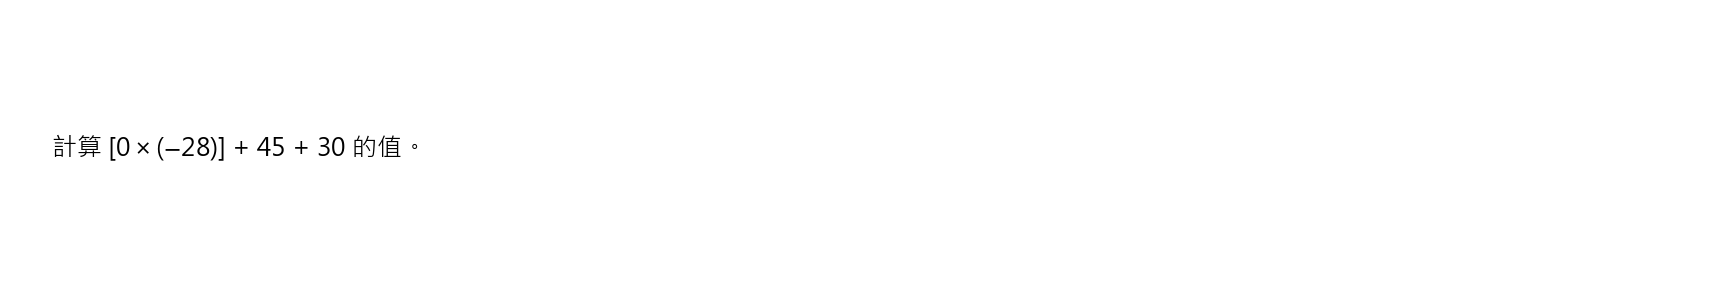 計算 [0 × (–28)] + 45 + 30 的值。